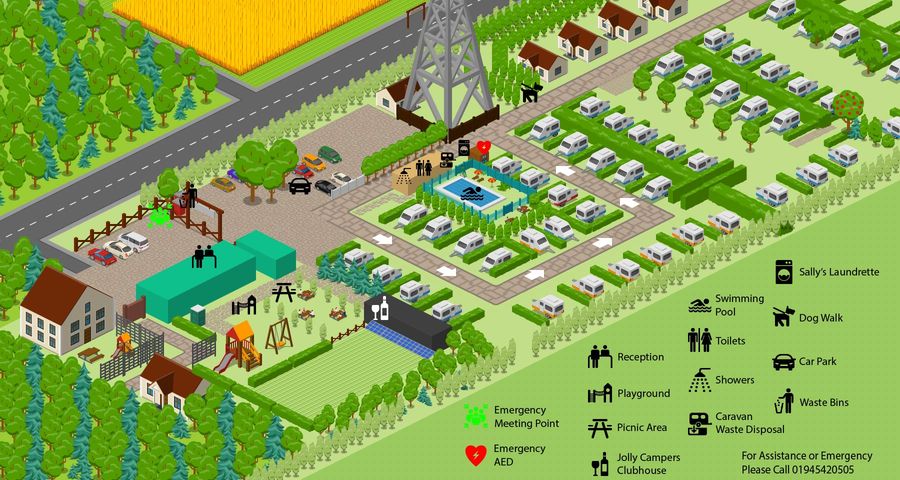 Sally's Laundrette
Swimming
Pool
Dog Walk
Toilets
Reception
Car Park
Showers
Playground
Waste Bins
Emergency
Meeting Point
Picnic Area
Caravan
Waste Disposal
Emergency
AED
Jolly Campers
Clubhouse
For Assistance or Emergency
Please Call 01945420505